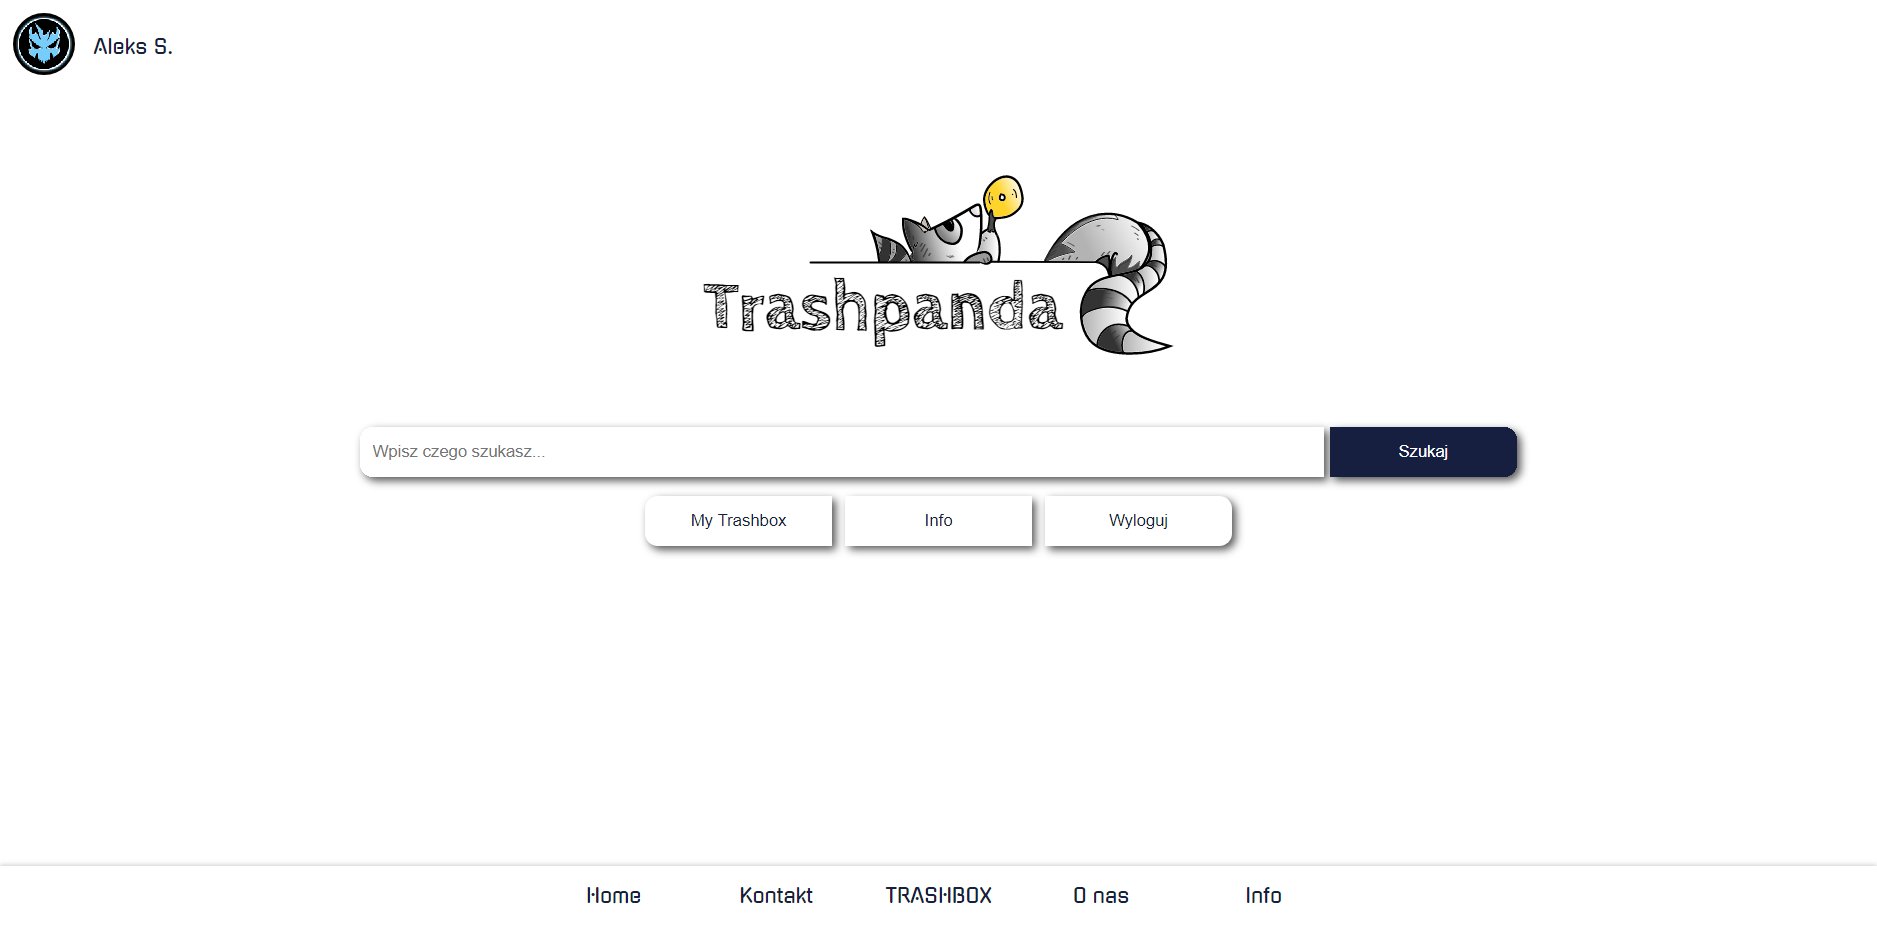 Aleks S.
Trashpanda
Wpisz czego szukasz...
Szukaj
My Trashbox
Info
Wyloguj
Home
Kontakt
TRASHBOX
O nas
Info